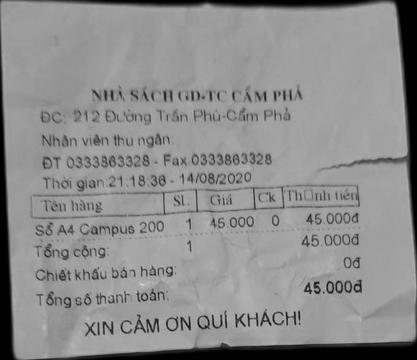 NHÀ SÁCH GD-TC CẨM PHẢ
ĐC: 212 Đường Trần Phú-Cẩm Phả
Nhân viên thu ngân:
ĐT 0333863328 - Fax 0333863328
Thời gian:21:18:36 - 14/08/2020
Tên hàng SL Giá Ck Th□nh tiền
Sổ A4 Campus 200 1 45.000 0 45.000đ
Tổng cộng: 1 45.000đ
Chiết khấu bán hàng: 0đ
Tổng số thanh toán: 45.000đ
XIN CẢM ƠN QUÍ KHÁCH!